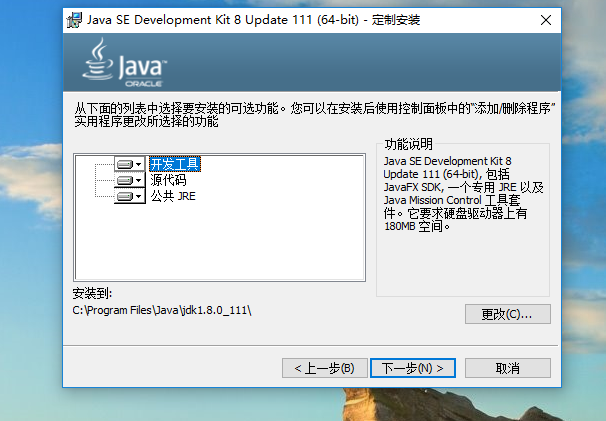 Java SE Development Kit 8 Update 111 (64-bit) - 定制安装
Java
ORACLE
从下面的列表中选择要安装的可选功能。您可以在安装后使用控制面板中的“添加/删除程序”
实用程序更改所选择的功能
开发工具
源代码
公共 JRE
功能说明
Java SE Development Kit 8
Update 111 (64-bit), 包括
JavaFX SDK, 一个专用 JRE 以及
Java Mission Control 工具套
件。它要求硬盘驱动器上有
180MB 空间。
安装到:
C:\Program Files\Java\jdk1.8.0_111\
更改(C)...
< 上一步(B)
下一步(N) >
取消